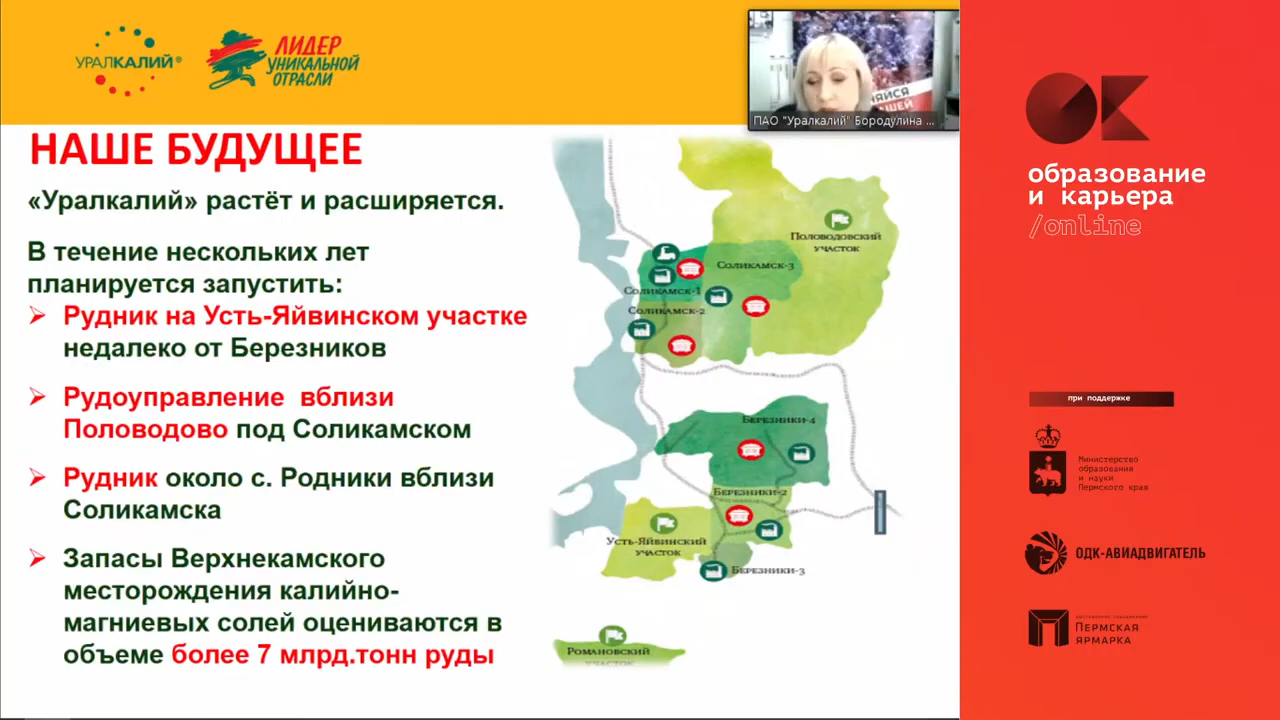 УРАЛКАЛИЙ®
ЛИДЕР
УНИКАЛЬНОЙ
ОТРАСЛИ
ПАО "Уралкалий" Бородулина ...
НАШЕ БУДУЩЕЕ
«Уралкалий» растёт и расширяется.
В течение нескольких лет
планируется запустить:
Рудник на Усть-Яйвинском участке
недалеко от Березников
Рудоуправление вблизи
Половодово под Соликамском
Рудник около с. Родники вблизи
Соликамска
Запасы Верхнекамского
месторождения калийно-
магниевых солей оцениваются в
объеме более 7 млрд.тонн руды
Половодовский
участок
Соликамск-3
Соликамск-1
Соликамск-2
Березники-4
Березники-2
Усть-Яйвинский
участок
Березники-3
Романовский
участок
образование
и карьера
/online
при поддержке
Министерство
образования
и науки
Пермского края
ОДК-АВИАДВИГАТЕЛЬ
Пермская
ярмарка